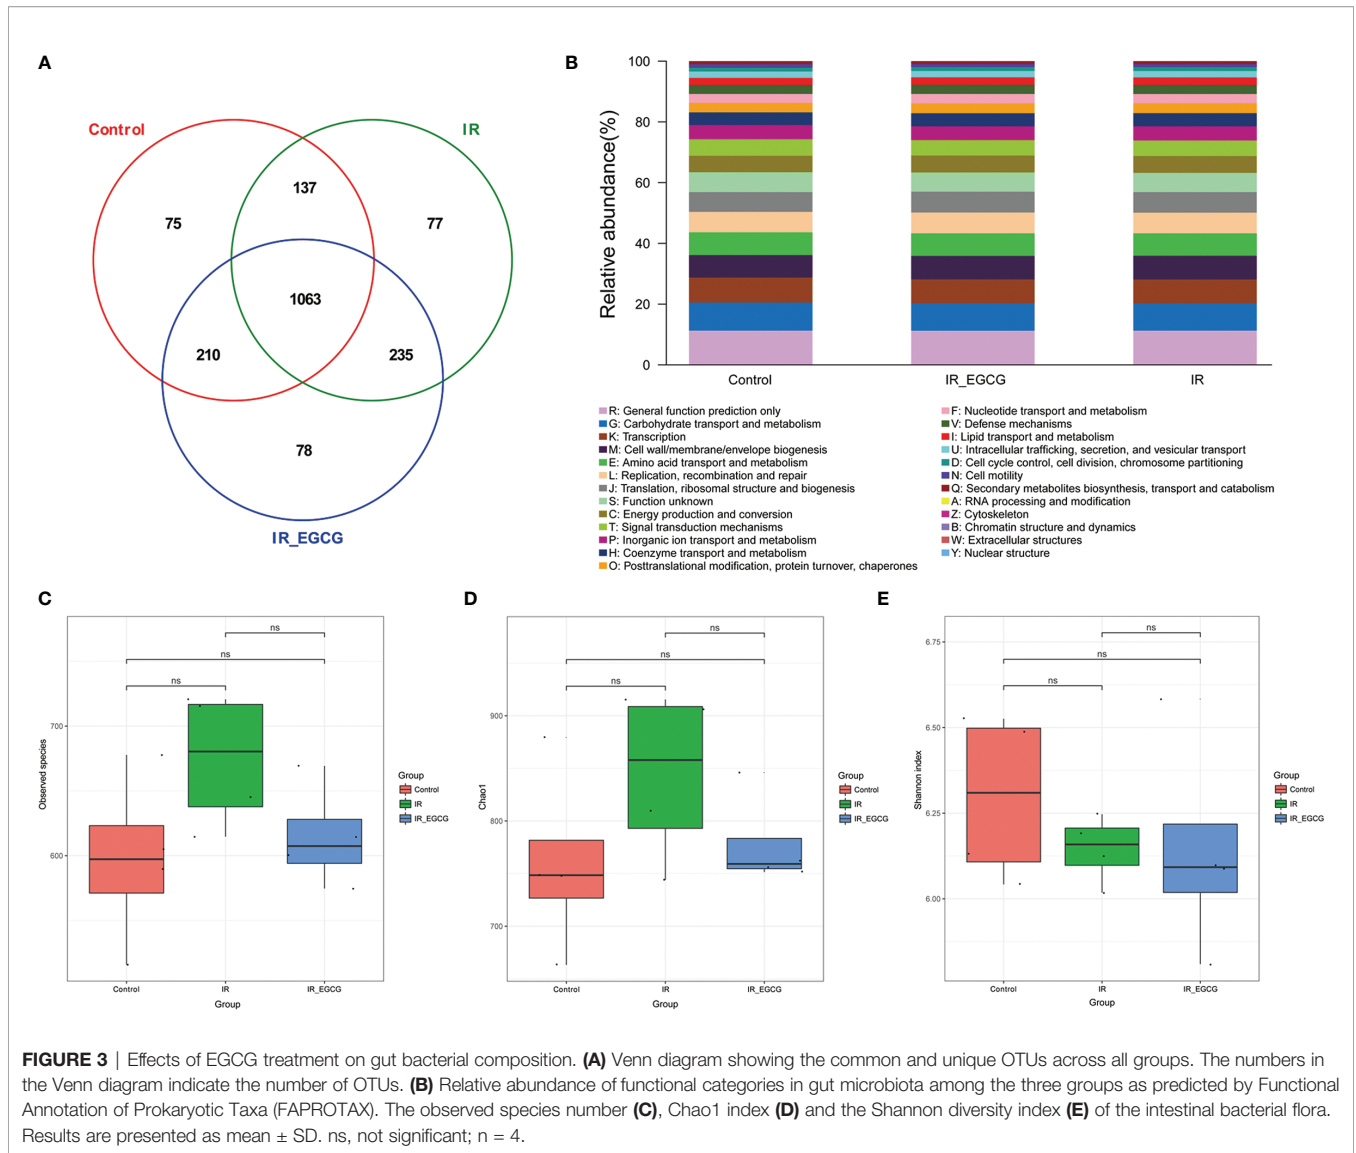 A
Control
IR
137
75
77
1063
210
235
78
IR_EGCG
B
Relative abundance(%)
100
80
60
40
20
0
Control
IR_EGCG
IR
R: General function prediction only
G: Carbohydrate transport and metabolism
K: Transcription
M: Cell wall/membrane/envelope biogenesis
E: Amino acid transport and metabolism
L: Replication, recombination and repair
J: Translation, ribosomal structure and biogenesis
S: Function unknown
C: Energy production and conversion
T: Signal transduction mechanisms
P: Inorganic ion transport and metabolism
H: Coenzyme transport and metabolism
O: Posttranslational modification, protein turnover, chaperones
F: Nucleotide transport and metabolism
V: Defense mechanisms
I: Lipid transport and metabolism
U: Intracellular trafficking, secretion, and vesicular transport
D: Cell cycle control, cell division, chromosome partitioning
N: Cell motility
Q: Secondary metabolites biosynthesis, transport and catabolism
A: RNA processing and modification
Z: Cytoskeleton
B: Chromatin structure and dynamics
W: Extracellular structures
Y: Nuclear structure
C
Observed species
700
600
ns
ns
ns
Control
IR
IR_EGCG
Group
Group
Control
IR
IR_EGCG
D
Chao1
900
800
700
ns
ns
ns
Control
IR
IR_EGCG
Group
Group
Control
IR
IR_EGCG
E
Shannon index
6.75
6.50
6.25
6.00
ns
ns
ns
Control
IR
IR_EGCG
Group
Group
Control
IR
IR_EGCG
FIGURE 3 | Effects of EGCG treatment on gut bacterial composition. (A) Venn diagram showing the common and unique OTUs across all groups. The numbers in
the Venn diagram indicate the number of OTUs. (B) Relative abundance of functional categories in gut microbiota among the three groups as predicted by Functional
Annotation of Prokaryotic Taxa (FAPROTAX). The observed species number (C), Chao1 index (D) and the Shannon diversity index (E) of the intestinal bacterial flora.
Results are presented as mean ± SD. ns, not significant; n = 4.